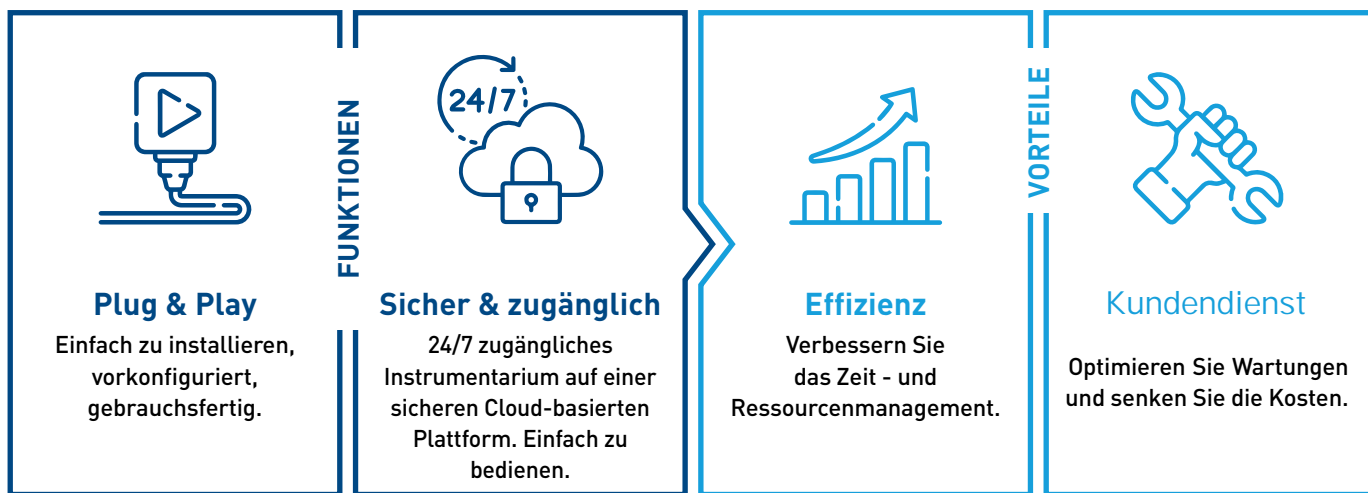 FUNKTIONEN
Plug & Play
Einfach zu installieren,
vorkonfiguriert,
gebrauchsfertig.
24/7
Sicher & zugänglich
24/7 zugängliches
Instrumentarium auf einer
sicheren Cloud-basierten
Plattform. Einfach zu
bedienen.
VORTEILE
Effizienz
Verbessern Sie
das Zeit - und
Ressourcenmanagement.
Kundendienst
Optimieren Sie Wartungen
und senken Sie die Kosten.